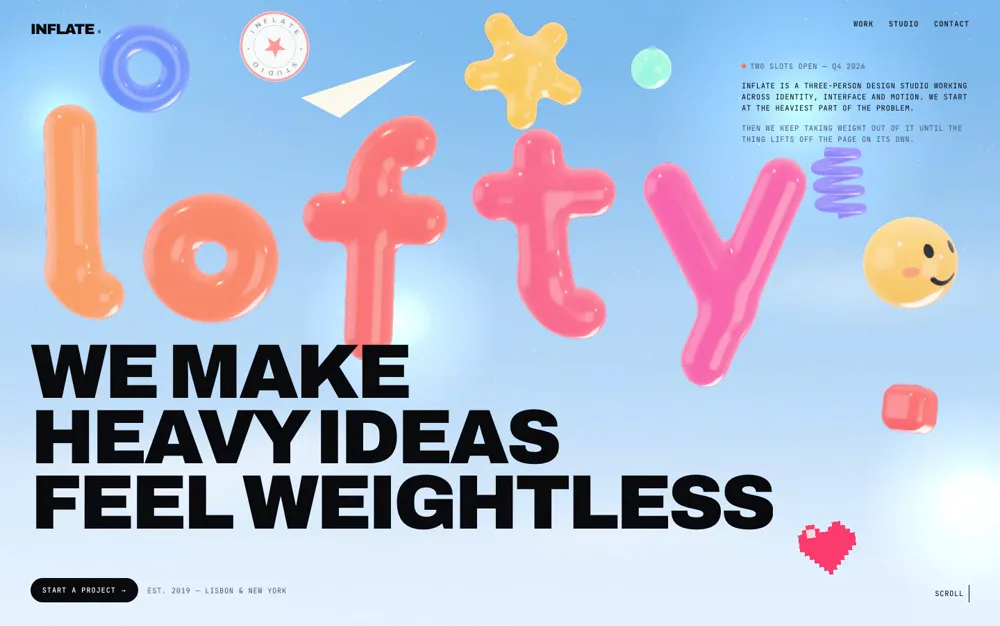 INFLATE
WORK STUDIO CONTACT
INFLATE STUDIO
TWO SLOTS OPEN — Q4 2026
INFLATE IS A THREE-PERSON DESIGN STUDIO WORKING
ACROSS IDENTITY, INTERFACE AND MOTION. WE START
AT THE HEAVIEST PART OF THE PROBLEM.
THEN WE KEEP TAKING WEIGHT OUT OF IT UNTIL THE
THING LIFTS OFF THE PAGE ON ITS OWN.
lofty
WE MAKE
HEAVY IDEAS
FEEL WEIGHTLESS
START A PROJECT →
EST. 2019 — LISBON & NEW YORK
SCROLL